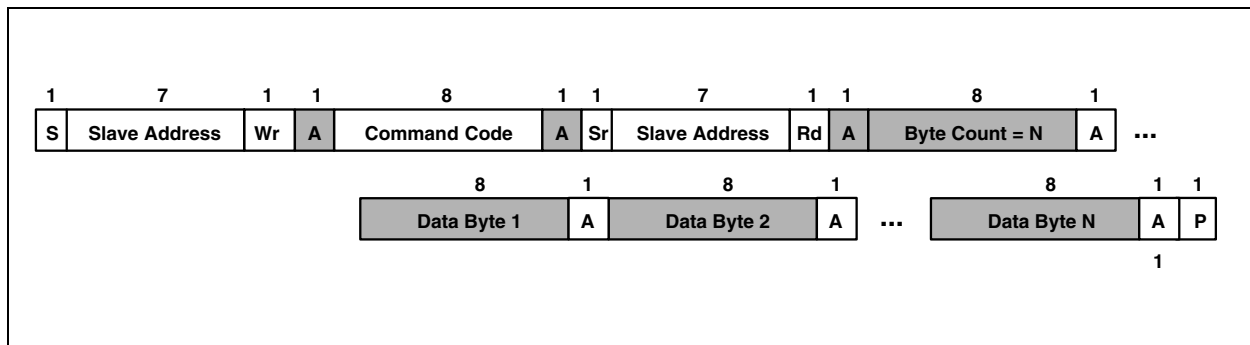 1 7 1 1 8 1 1 7 1 1 8 1
S Slave Address Wr A Command Code A Sr Slave Address Rd A Byte Count = N A ...
8 1 8 1 8 1 1
Data Byte 1 A Data Byte 2 A ... Data Byte N A P
1